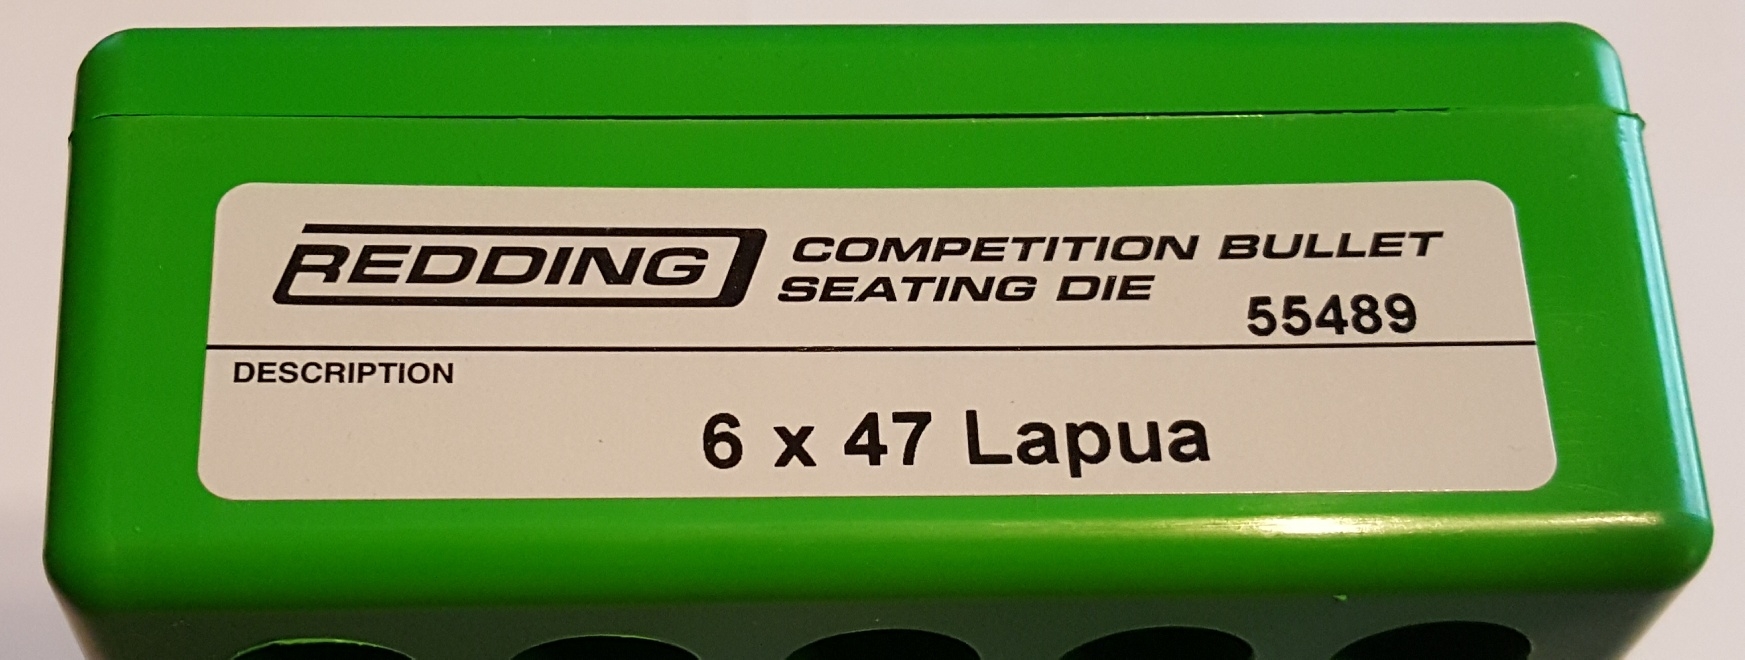 REDDING COMPETITION BULLET
SEATING DIE
55489
DESCRIPTION
6 x 47 Lapua